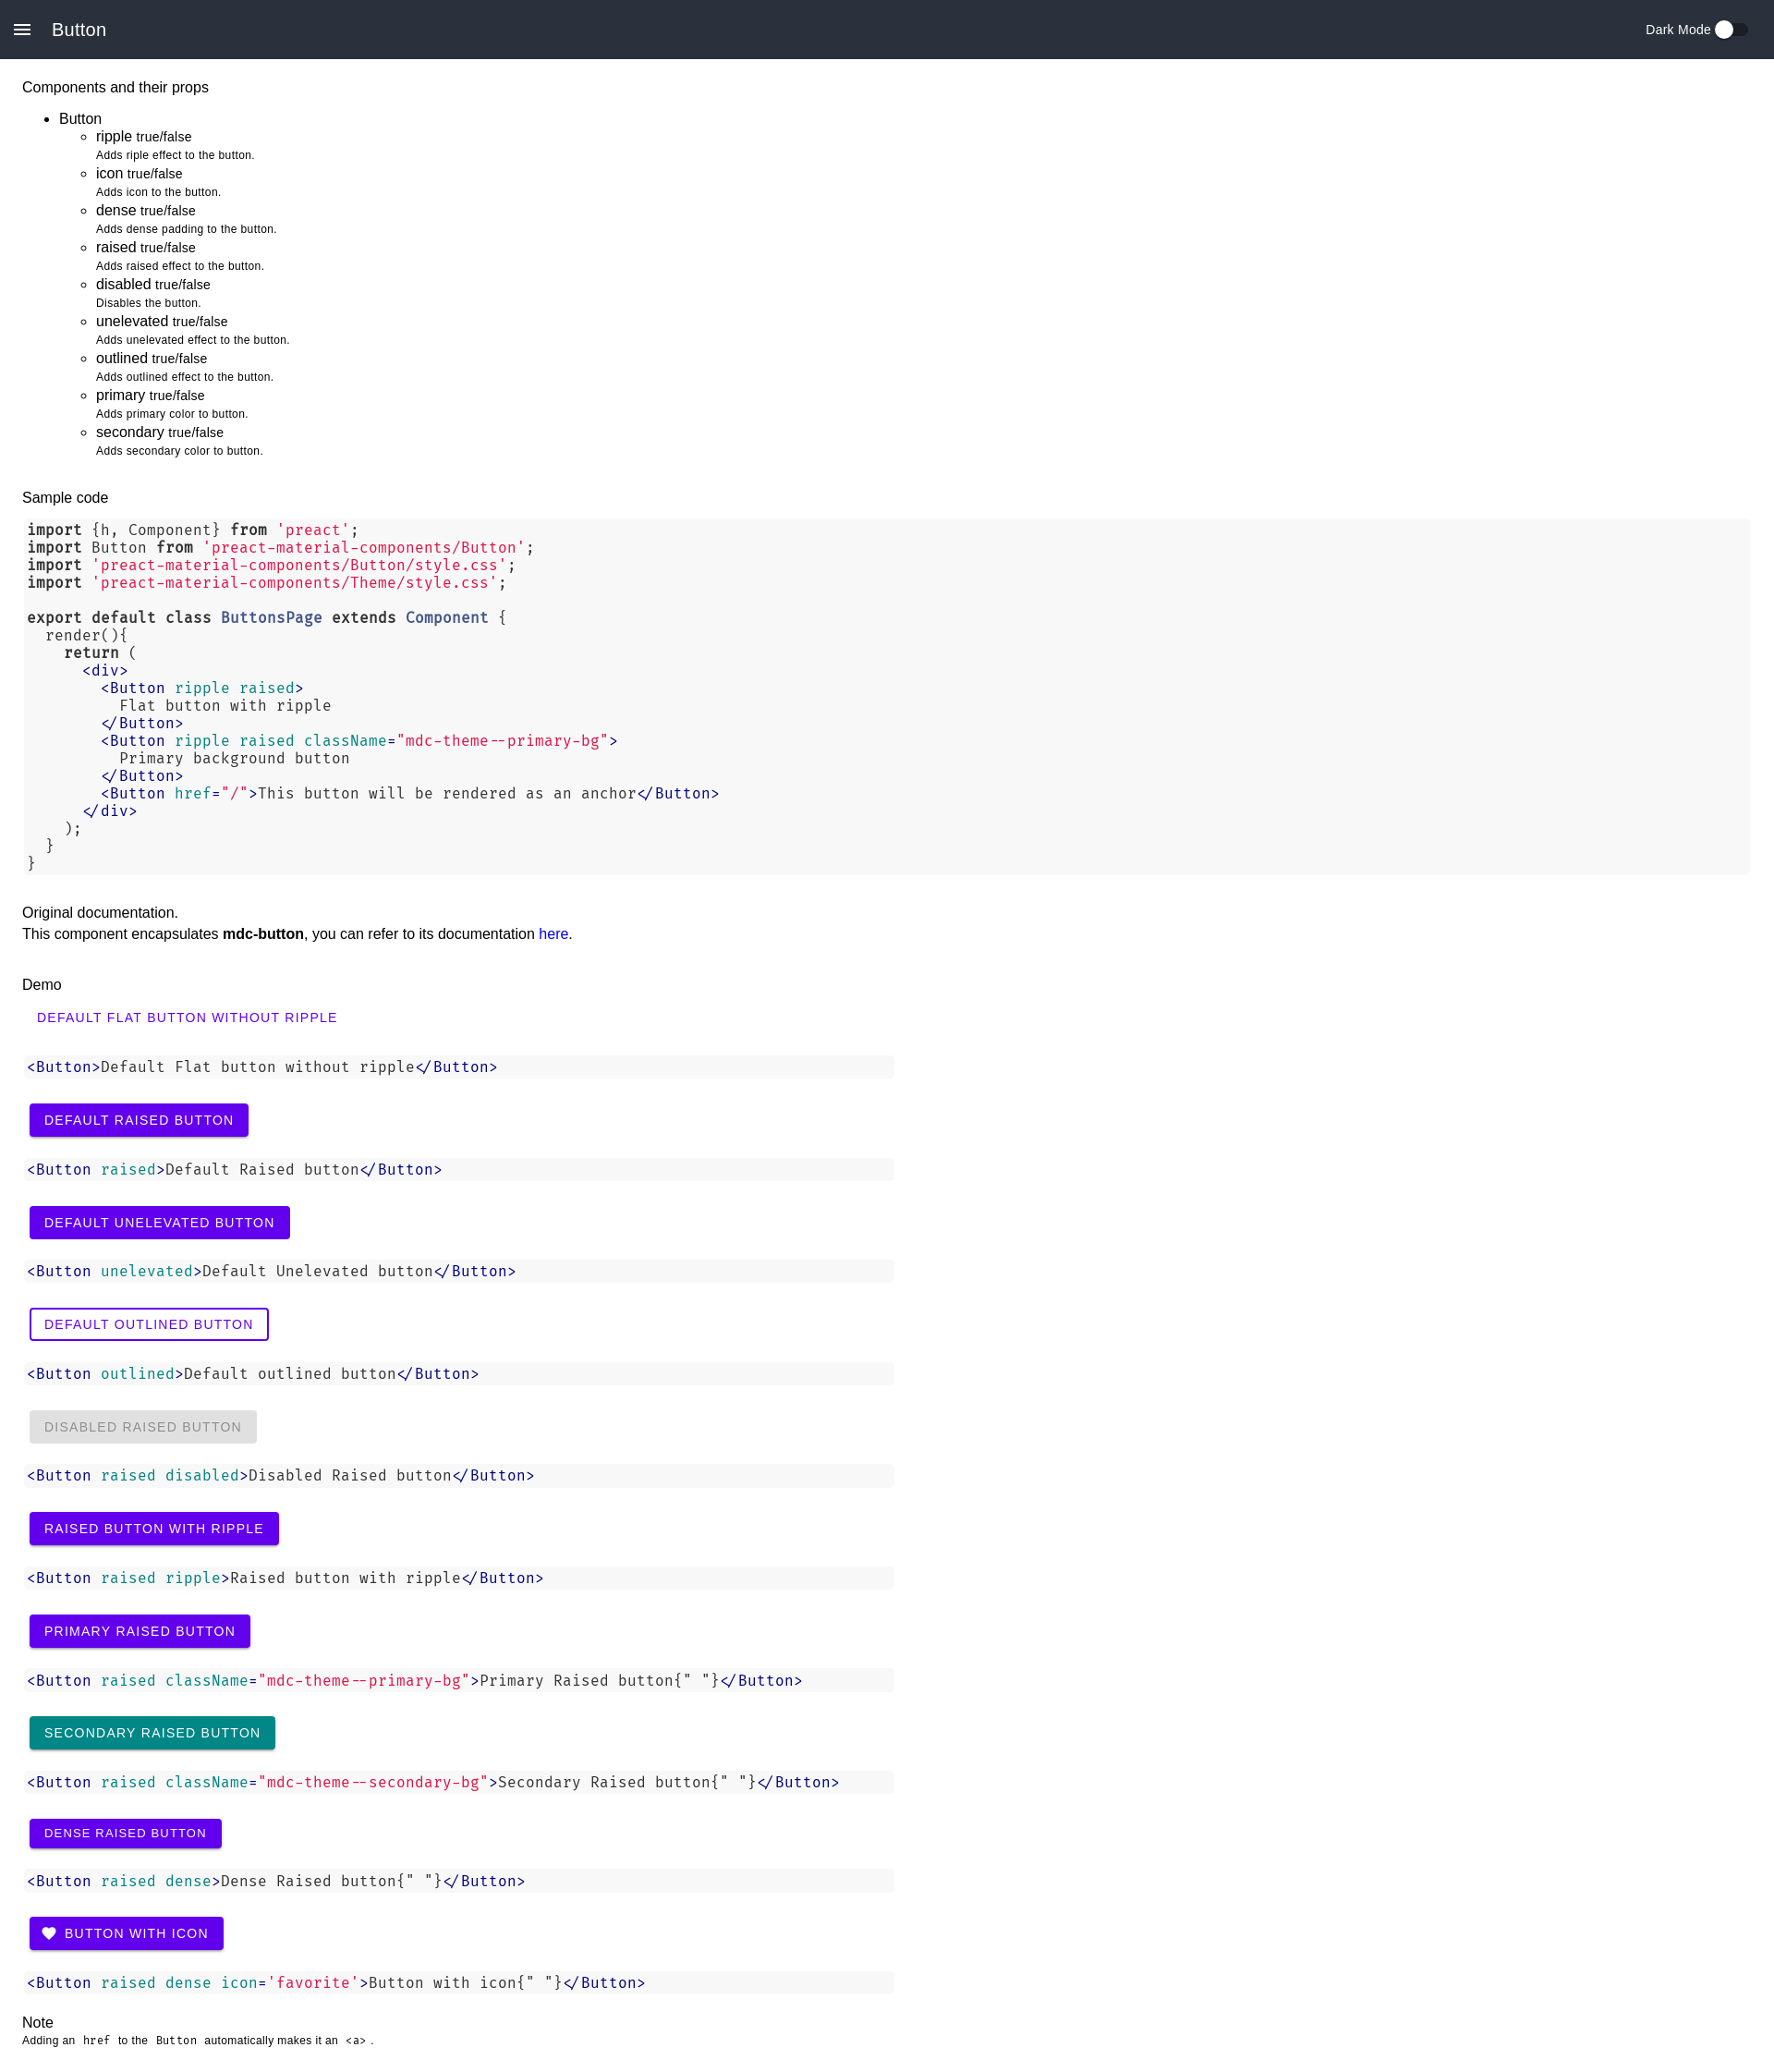 Button
Dark Mode
Components and their props
Button
ripple true/false
Adds riple effect to the button.
icon true/false
Adds icon to the button.
dense true/false
Adds dense padding to the button.
raised true/false
Adds raised effect to the button.
disabled true/false
Disables the button.
unelevated true/false
Adds unelevated effect to the button.
outlined true/false
Adds outlined effect to the button.
primary true/false
Adds primary color to button.
secondary true/false
Adds secondary color to button.
Sample code
import {h, Component} from 'preact';
import Button from 'preact-material-components/Button';
import 'preact-material-components/Button/style.css';
import 'preact-material-components/Theme/style.css';
export default class ButtonsPage extends Component {
render(){
return (
<div>
<Button ripple raised>
Flat button with ripple
</Button>
<Button ripple raised className="mdc-theme--primary-bg">
Primary background button
</Button>
<Button href="/">This button will be rendered as an anchor</Button>
</div>
);
}
}
Original documentation.
This component encapsulates mdc-button, you can refer to its documentation here.
Demo
DEFAULT FLAT BUTTON WITHOUT RIPPLE
<Button>Default Flat button without ripple</Button>
DEFAULT RAISED BUTTON
<Button raised>Default Raised button</Button>
DEFAULT UNELEVATED BUTTON
<Button unelevated>Default Unelevated button</Button>
DEFAULT OUTLINED BUTTON
<Button outlined>Default outlined button</Button>
DISABLED RAISED BUTTON
<Button raised disabled>Disabled Raised button</Button>
RAISED BUTTON WITH RIPPLE
<Button raised ripple>Raised button with ripple</Button>
PRIMARY RAISED BUTTON
<Button raised className="mdc-theme--primary-bg">Primary Raised button{" "}</Button>
SECONDARY RAISED BUTTON
<Button raised className="mdc-theme--secondary-bg">Secondary Raised button{" "}</Button>
DENSE RAISED BUTTON
<Button raised dense>Dense Raised button{" "}</Button>
BUTTON WITH ICON
<Button raised dense icon='favorite'>Button with icon{" "}</Button>
Note
Adding an href to the Button automatically makes it an <a>.